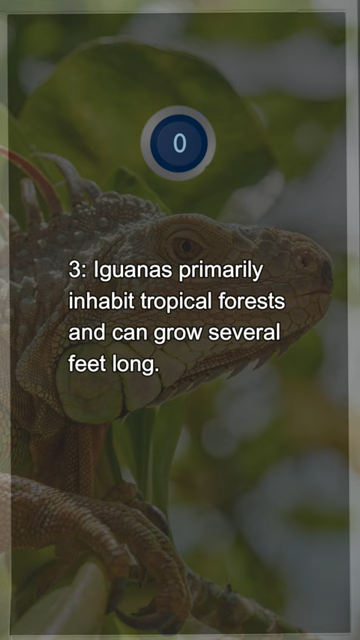 0
3: Iguanas primarily
inhabit tropical forests
and can grow several
feet long.